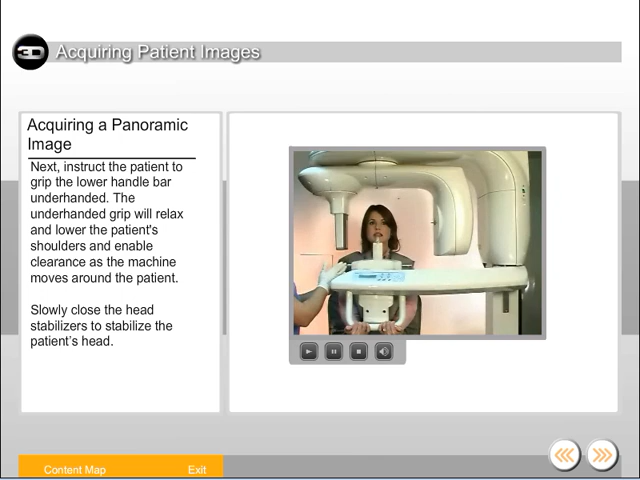 3D Acquiring Patient Images
Acquiring a Panoramic
Image
Next, instruct the patient to
grip the lower handle bar
underhanded. The
underhanded grip will relax
and lower the patient's
shoulders and enable
clearance as the machine
moves around the patient.
Slowly close the head
stabilizers to stabilize the
patient's head.
Content Map Exit